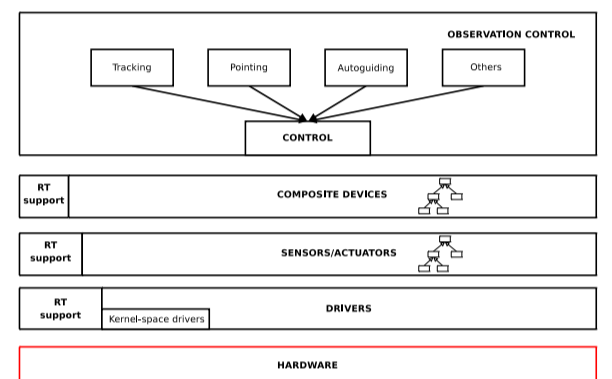 OBSERVATION CONTROL
Tracking
Pointing
Autoguiding
Others
CONTROL
RT
support
COMPOSITE DEVICES
RT
support
SENSORS/ACTUATORS
RT
support
DRIVERS
Kernel-space drivers
HARDWARE